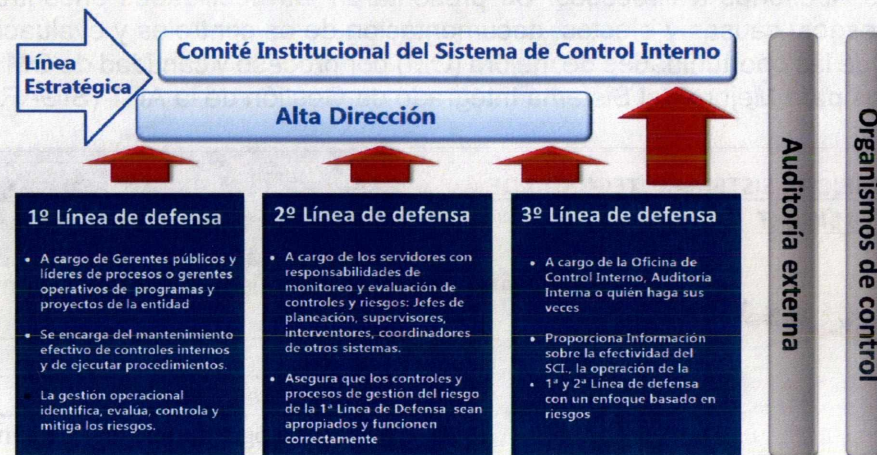 Línea
Estratégica
Comité Institucional del Sistema de Control Interno
Alta Dirección
1º Línea de defensa
• A cargo de Gerentes públicos y
líderes de procesos o gerentes
operativos de programas y
proyectos de la entidad
• Se encarga del mantenimiento
efectivo de controles internos
y de ejecutar procedimientos.
La gestión operacional
identifica, evalúa, controla y
mitiga los riesgos.
2º Línea de defensa
• A cargo de los servidores con
responsabilidades de
monitoreo y evaluación de
controles y riesgos: Jefes de
planeación, supervisores,
interventores, coordinadores
de otros sistemas.
• Asegura que los controles y
procesos de gestión del riesgo
de la 1ª Línea de Defensa sean
apropiados y funcionen
correctamente
3º Línea de defensa
• A cargo de la Oficina de
Control Interno, Auditoría
Interna o quién haga sus
veces
• Proporciona Información
sobre la efectividad del
SCI., la operación de la
• 1ª y 2ª Línea de defensa
con un enfoque basado en
riesgos
Auditoría externa
Organismos de control